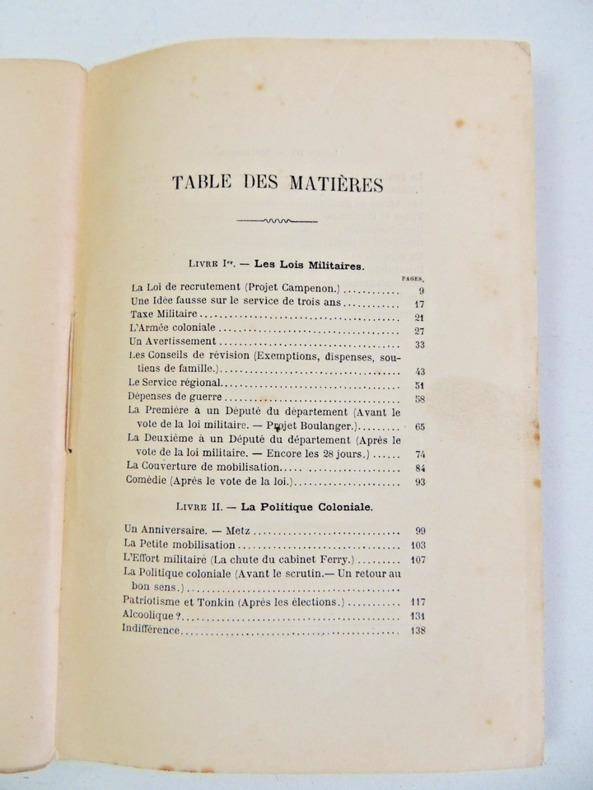 TABLE DES MATIÈRES
LIVRE Ier. — Les Lois Militaires.
PAGES.
La Loi de recrutement (Projet Campenon.) ............ 9
Une Idée fausse sur le service de trois ans ............ 17
Taxe Militaire ............ 21
L'Armée coloniale ............ 27
Un Avertissement ............ 33
Les Conseils de révision (Exemptions, dispenses, sou-
tiens de famille.) ............ 43
Le Service régional ............ 51
Dépenses de guerre ............ 58
La Première à un Député du département (Avant le
vote de la loi militaire. — Projet Boulanger.) ......... 65
La Deuxième à un Député du département (Après le
vote de la loi militaire. — Encore les 28 jours.) ...... 74
La Couverture de mobilisation ............ 84
Comédie (Après le vote de la loi.) ............ 93
LIVRE II. — La Politique Coloniale.
Un Anniversaire. — Metz ............ 99
La Petite mobilisation ............ 103
L'Effort militaire (La chute du cabinet Ferry.) ......... 107
La Politique coloniale (Avant le scrutin.— Un retour au
bon sens.) ............
Patriotisme et Tonkin (Après les élections.) ............ 117
Alcoolique ? ............ 131
Indifférence ............ 138